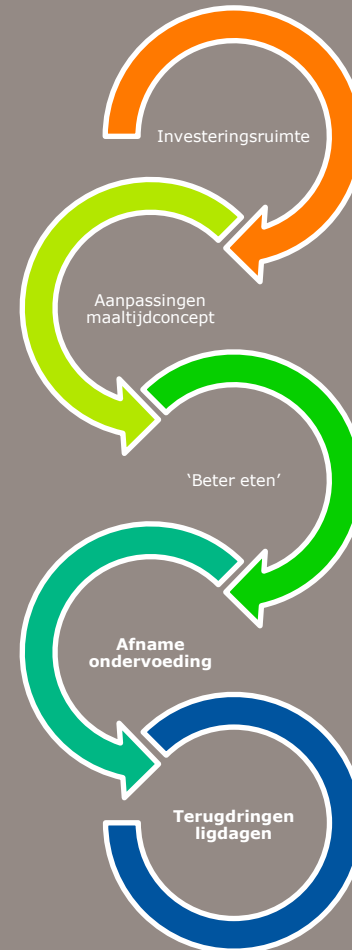 Investeringsruimte
Aanpassingen
maaltijdconcept
‘Beter eten’
Afname
ondervoeding
Terugdringen
ligdagen